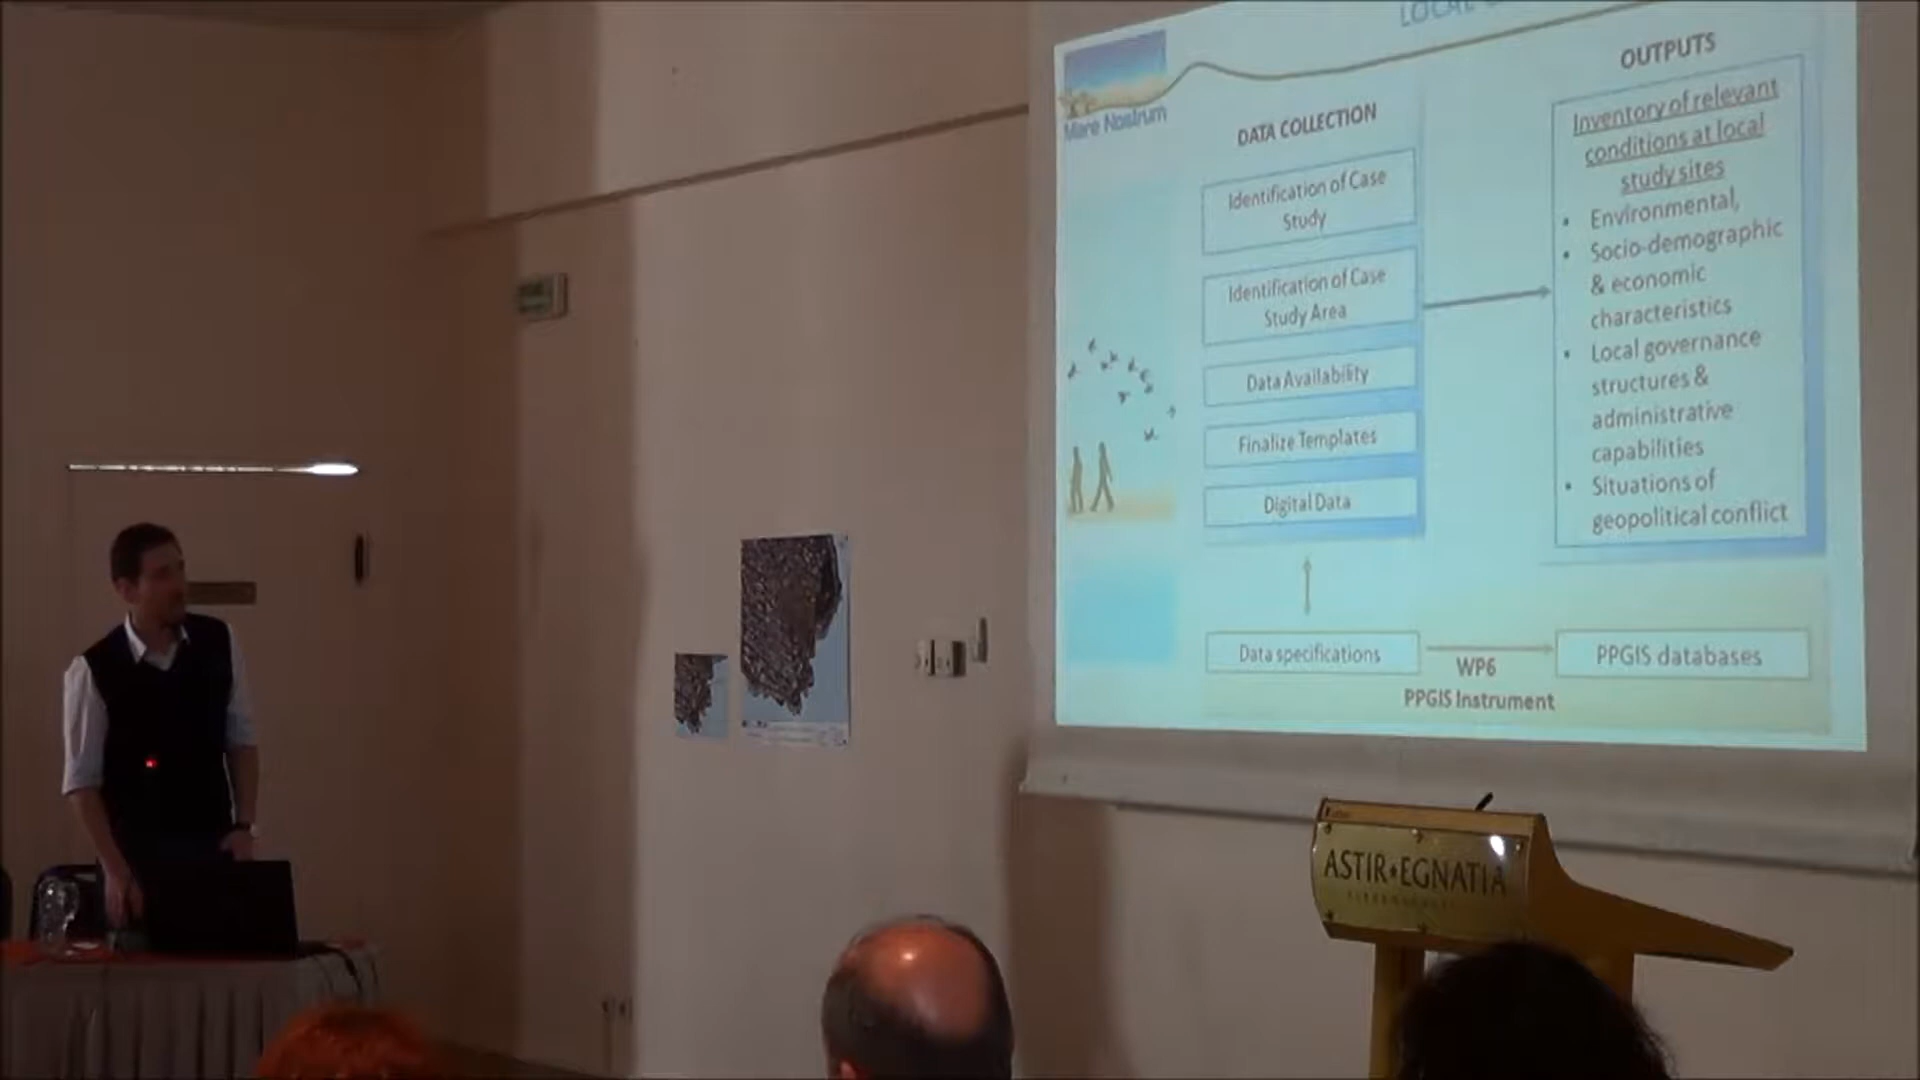 LOCAL
Mare Nostrum
DATA COLLECTION
Identification of Case
Study
Identification of Case
Study Area
Data Availability
Finalize Templates
Digital Data
Data specifications
WP6
PPGIS Instrument
OUTPUTS
Inventory of relevant
conditions at local
study sites
• Environmental,
• Socio-demographic
& economic
characteristics
• Local governance
structures &
administrative
capabilities
• Situations of
geopolitical conflict
PPGIS databases
ASTIR•EGNATIA